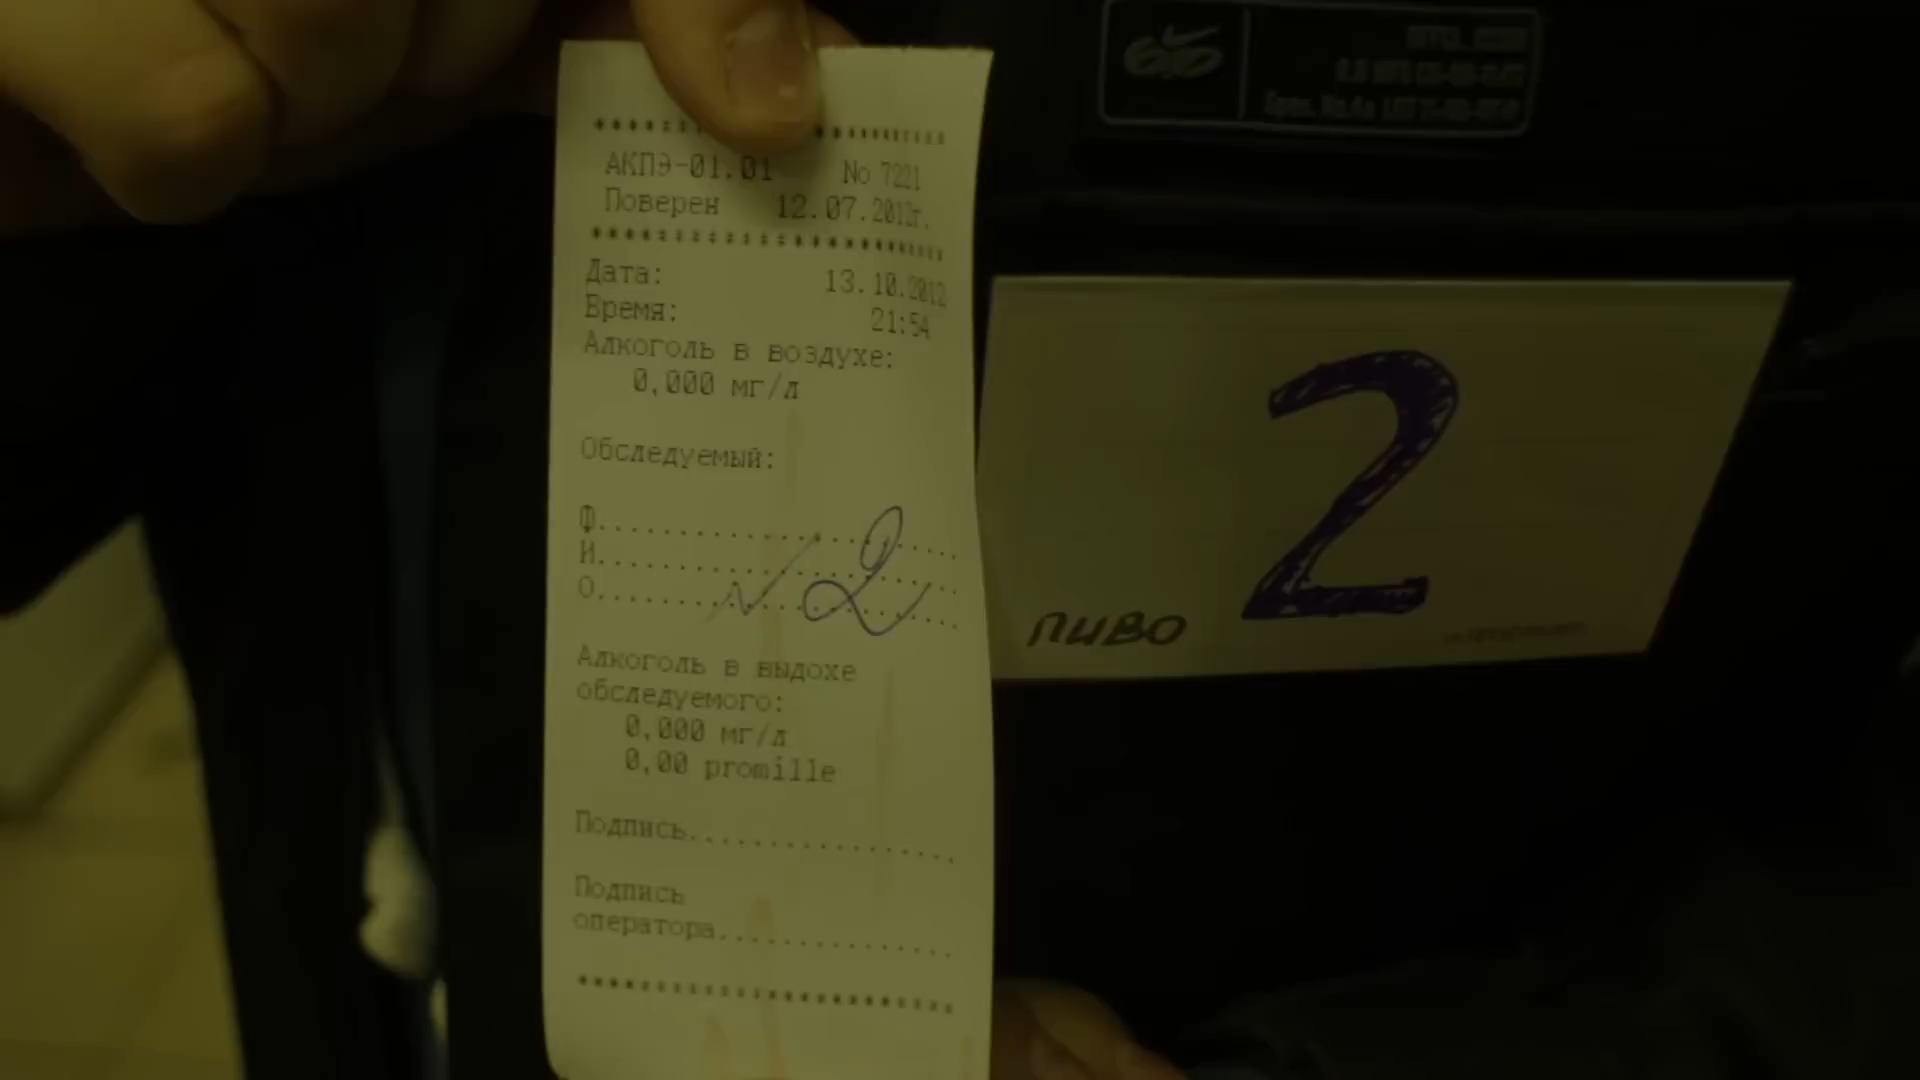 ************************
АКПЭ-01.01 No 7221
Поверен 12.07.2012г.
************************
Дата: 13.10.2012
Время: 21:54
Алкоголь в воздухе:
0,000 мг/л
Обследуемый:
Ф......................
И......................
О......................
√2
Алкоголь в выдохе
обследуемого:
0,000 мг/л
0,00 promille
Подпись................
Подпись
оператора..............
************************
2
пиво